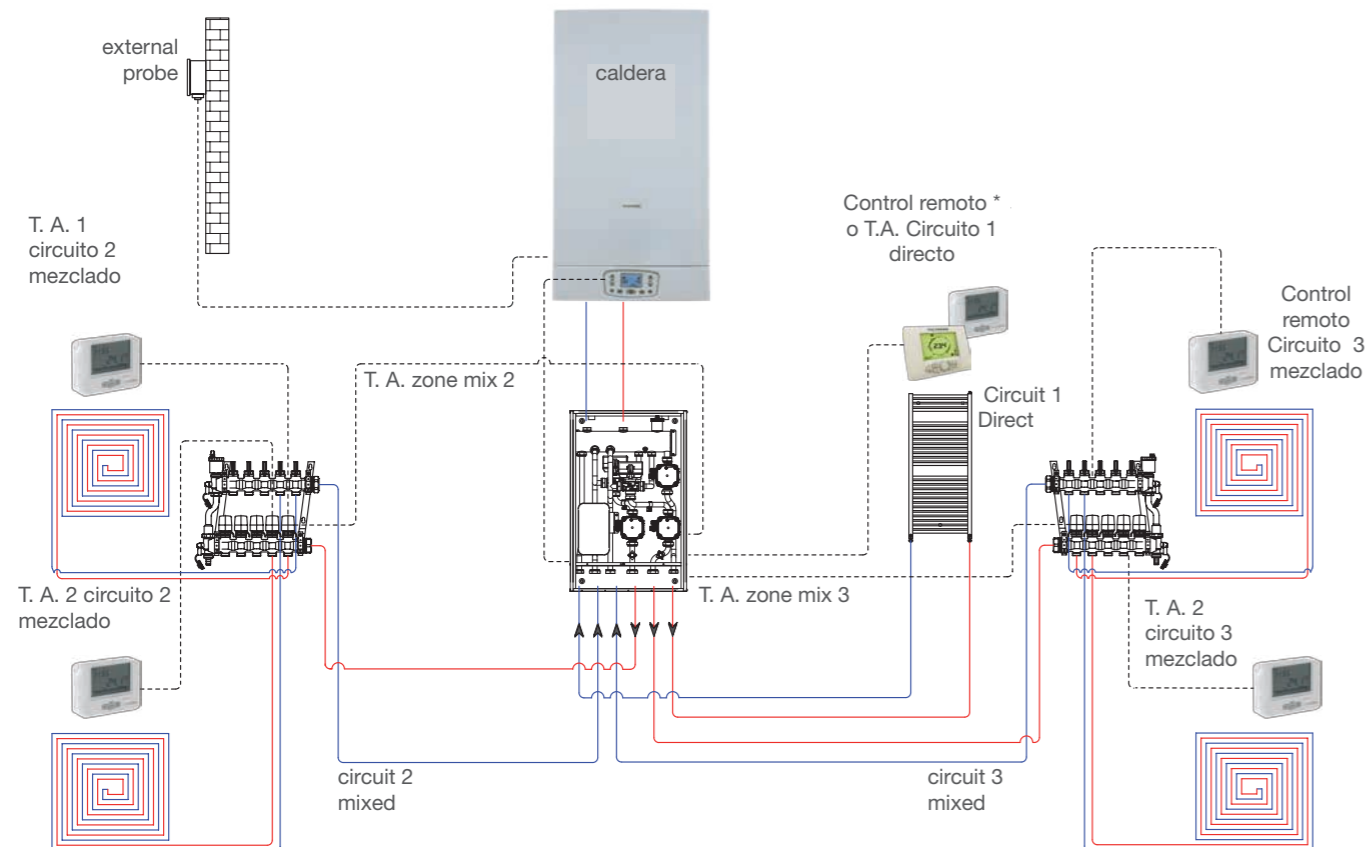 external
probe
caldera
T. A. 1
circuito 2
mezclado
Control remoto *
o T.A. Circuito 1
directo
Control
remoto
Circuito 3
mezclado
T. A. zone mix 2
Circuit 1
Direct
T. A. 2 circuito 2
mezclado
T. A. zone mix 3
T. A. 2
circuito 3
mezclado
circuit 2
mixed
circuit 3
mixed